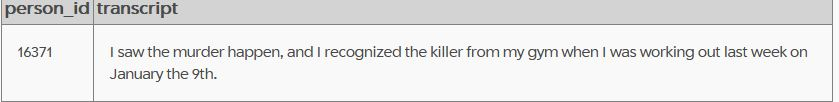 person_id transcript
16371 I saw the murder happen, and I recognized the killer from my gym when I was working out last week on
January the 9th.